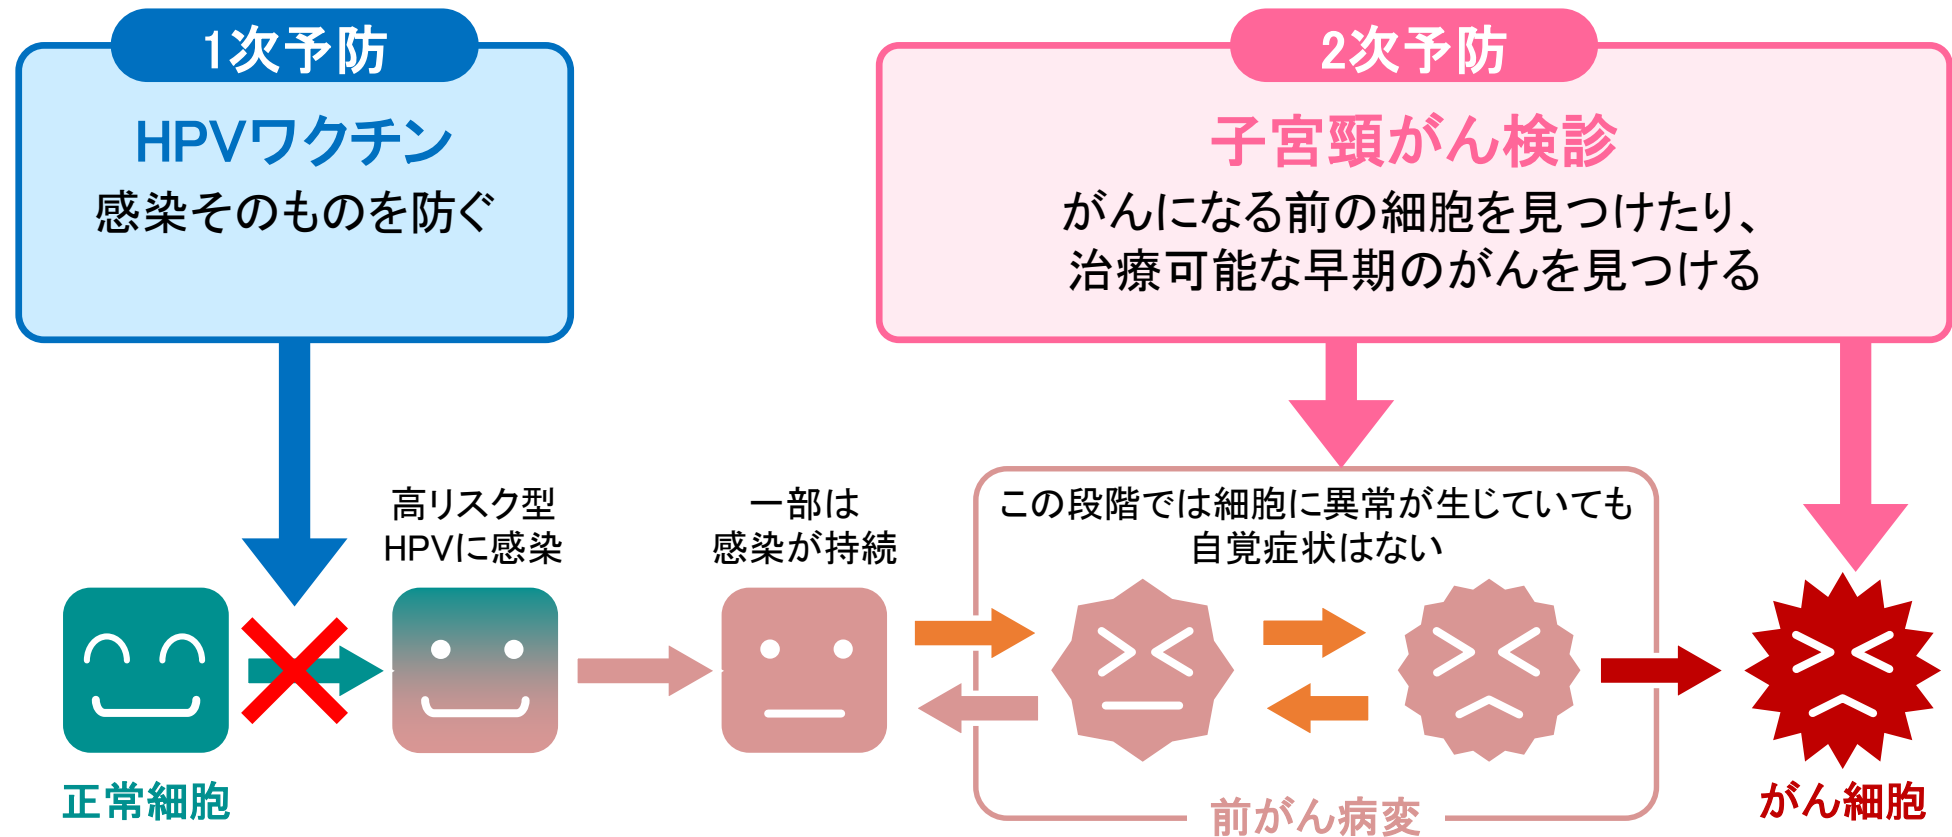 1次予防
HPVワクチン
感染そのものを防ぐ
2次予防
子宮頸がん検診
がんになる前の細胞を見つけたり、
治療可能な早期のがんを見つける
高リスク型
HPVに感染
一部は
感染が持続
この段階では細胞に異常が生じていても
自覚症状はない
正常細胞
前がん病変
がん細胞